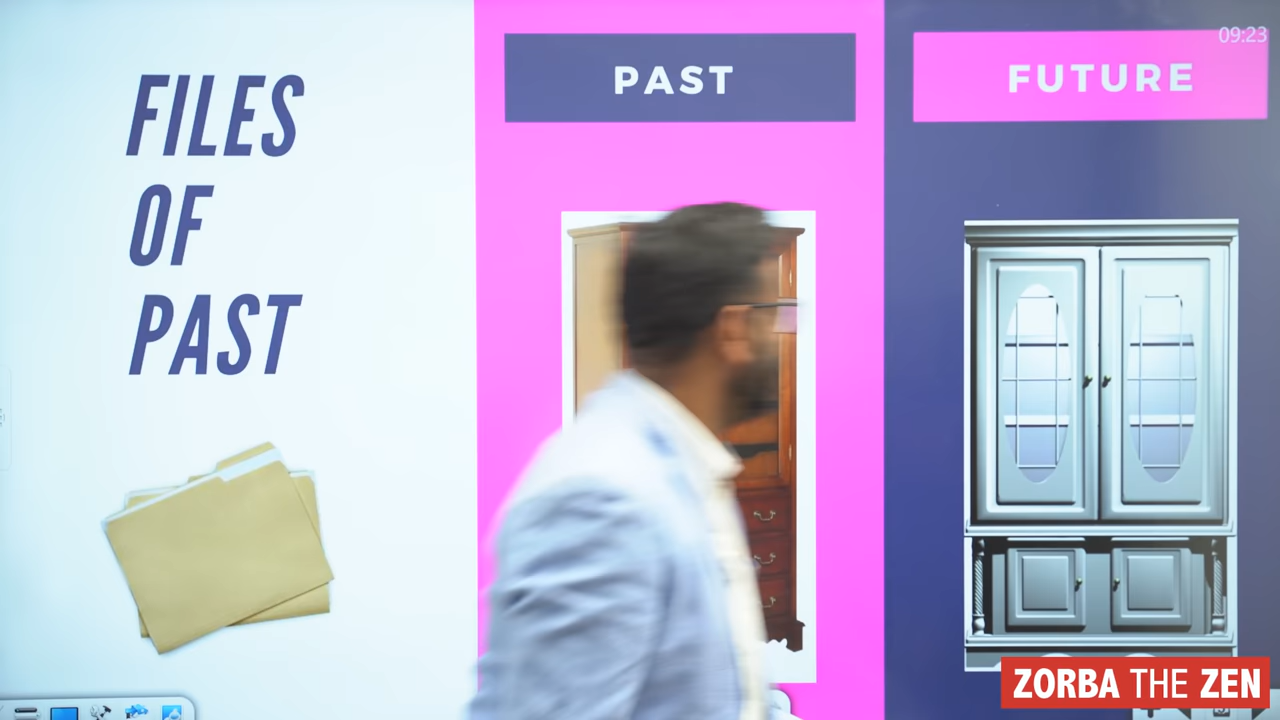 FILES
OF
PAST
PAST
FUTURE
09:23
ZORBA THE ZEN